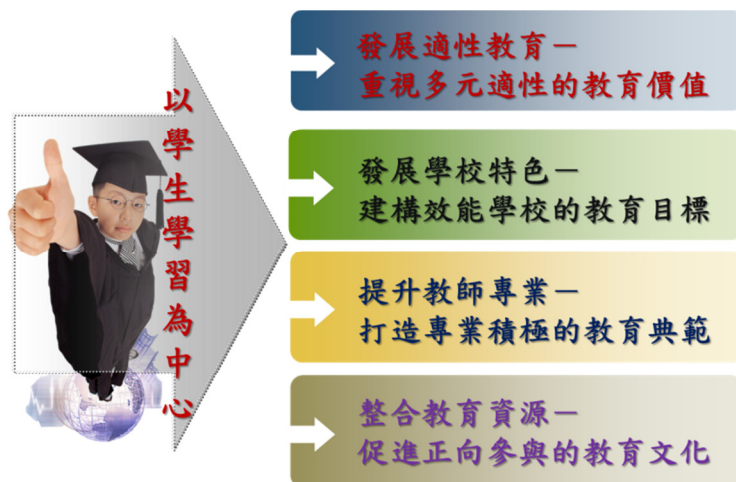 以學生學習為中心
發展適性教育－
重視多元適性的教育價值
發展學校特色－
建構效能學校的教育目標
提升教師專業－
打造專業積極的教育典範
整合教育資源－
促進正向參與的教育文化